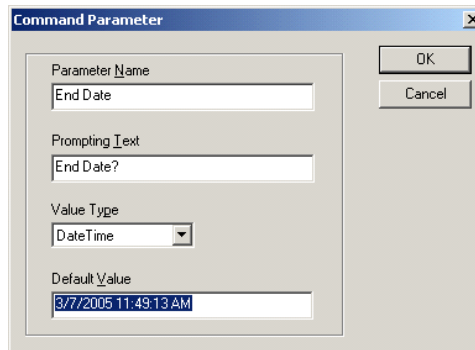 Command Parameter
Parameter Name
End Date
Prompting Text
End Date?
Value Type
DateTime
Default Value
3/7/2005 11:49:13 AM
OK
Cancel